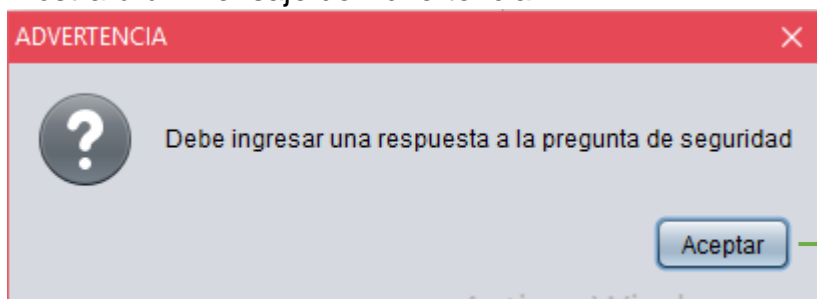 ADVERTENCIA
Debe ingresar una respuesta a la pregunta de seguridad
Aceptar